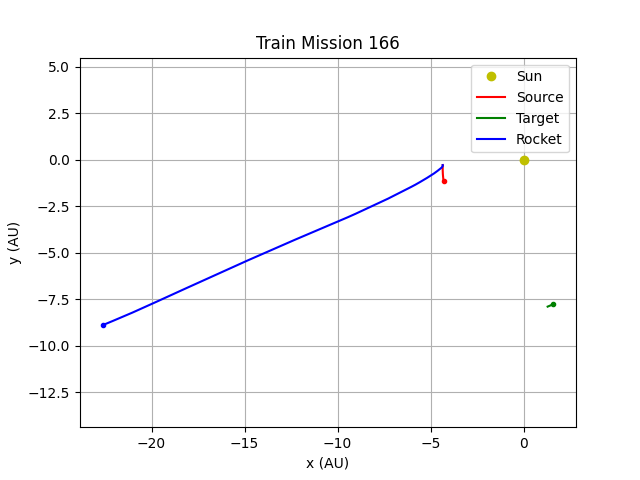 Train Mission 166
Sun
Source
Target
Rocket
5.0
2.5
0.0
−2.5
−5.0
−7.5
−10.0
−12.5
y (AU)
−20
−15
−10
−5
0
x (AU)